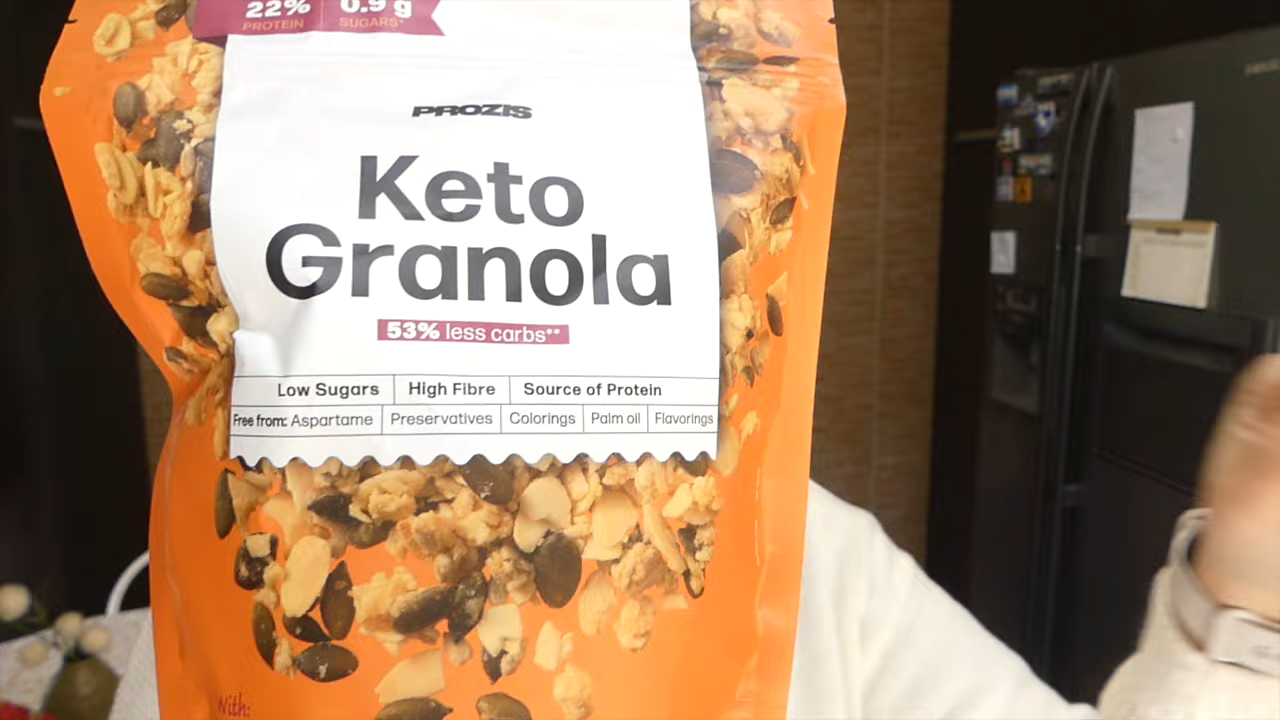 22% 0.9 g
PROTEIN SUGARS*
PROZIS
Keto
Granola
53% less carbs**
Low Sugars High Fibre Source of Protein
Free from: Aspartame Preservatives Colorings Palm oil Flavorings
With: